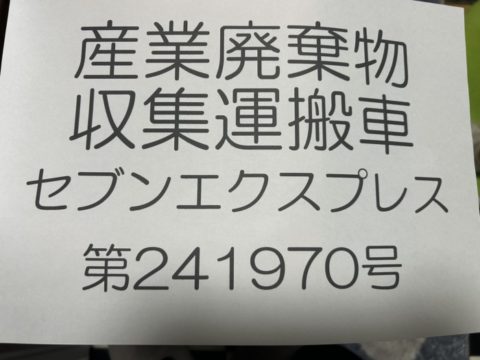 産業廃棄物
収集運搬車
セブンエクスプレス
第241970号